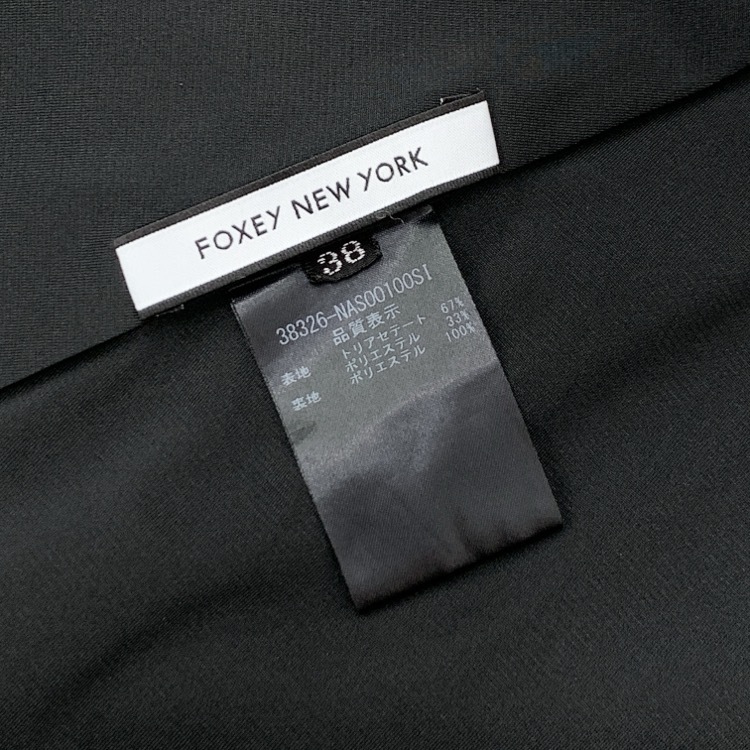 FOXEY NEW YORK
38
38326-NAS00100SI
品質表示
表地 トリアセテート 67%
ポリエステル 33%
裏地 ポリエステル 100%